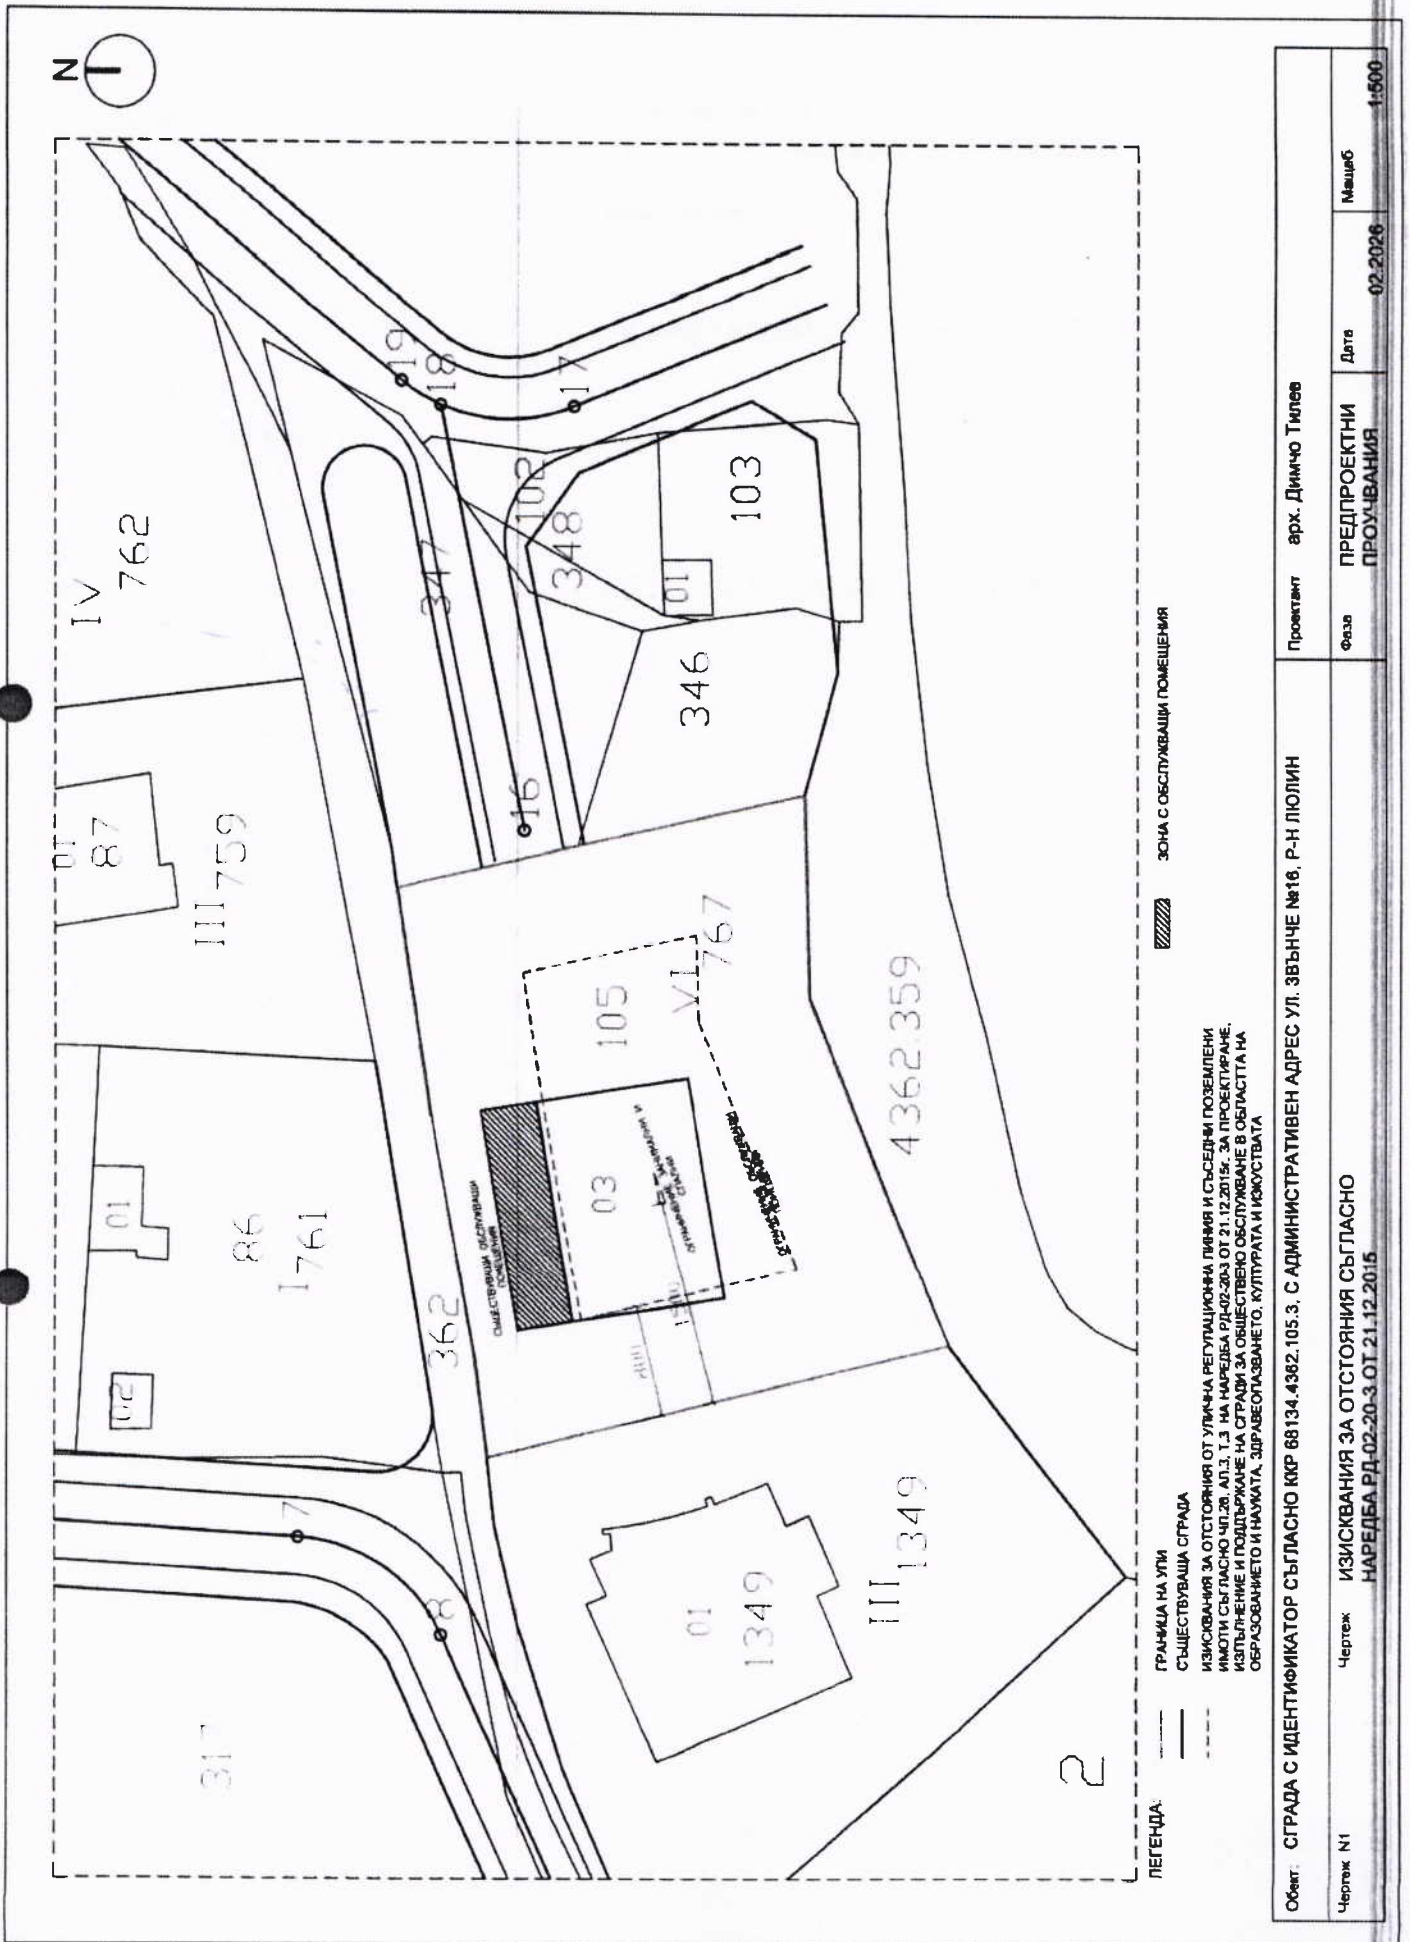 N
IV
762
01
87
III
759
01
86
I
761
02
7
8
362
19
18
17
347
102
348
103
01
346
16
105
VI
767
03
СЪЩЕСТВУВАЩИ ОБСЛУЖВАЩИ
ПОМЕЩЕНИЯ
4362.359
01
1349
III
1349
2
ЛЕГЕНДА:
ГРАНИЦА НА УПИ
СЪЩЕСТВУВАЩА СГРАДА
ИЗИСКВАНИЯ ЗА ОТСТОЯНИЯ ОТ УЛИЧНА РЕГУЛАЦИОННА ЛИНИЯ И СЪСЕДНИ ПОЗЕМЛЕНИ
ИМОТИ СЪГЛАСНО ЧЛ.26, АЛ.3, Т.3 НА НАРЕДБА РД-02-20-3 ОТ 21.12.2015г. ЗА ПРОЕКТИРАНЕ,
ИЗПЪЛНЕНИЕ И ПОДДЪРЖАНЕ НА СГРАДИ ЗА ОБЩЕСТВЕНО ОБСЛУЖВАНЕ В ОБЛАСТТА НА
ОБРАЗОВАНИЕТО И НАУКАТА, ЗДРАВЕОПАЗВАНЕТО, КУЛТУРАТА И ИЗКУСТВАТА
ЗОНА С ОБСЛУЖВАЩИ ПОМЕЩЕНИЯ
Обект: СГРАДА С ИДЕНТИФИКАТОР СЪГЛАСНО ККР 68134.4362.105.3, С АДМИНИСТРАТИВЕН АДРЕС УЛ. ЗВЪНЧЕ №16, Р-Н ЛЮЛИН
Проектант арх. Димчо Тилев
Чертеж N1
Чертеж ИЗИСКВАНИЯ ЗА ОТСТОЯНИЯ СЪГЛАСНО
НАРЕДБА РД-02-20-3 ОТ 21.12.2015
Фаза ПРЕДПРОЕКТНИ
ПРОУЧВАНИЯ
Дата 02.2026
Мащаб 1:500